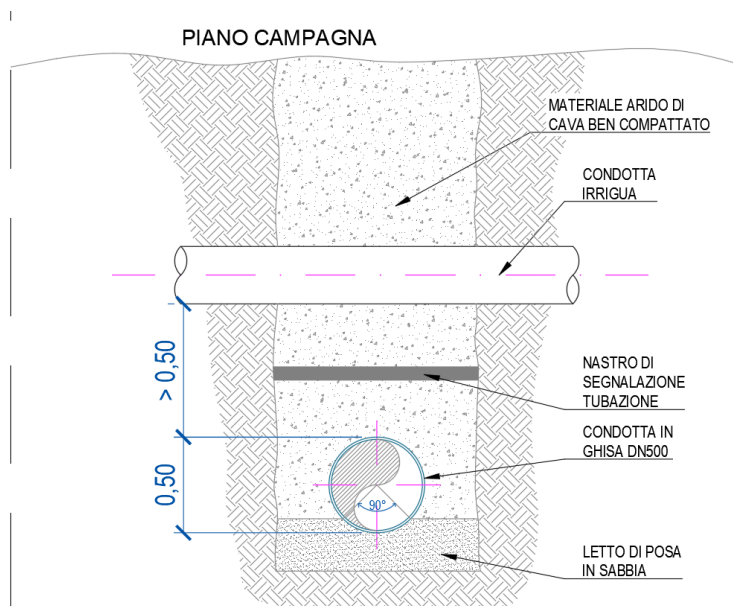 PIANO CAMPAGNA
MATERIALE ARIDO DI
CAVA BEN COMPATTATO
CONDOTTA
IRRIGUA
> 0,50
NASTRO DI
SEGNALAZIONE
TUBAZIONE
CONDOTTA IN
GHISA DN500
0,50
90°
LETTO DI POSA
IN SABBIA